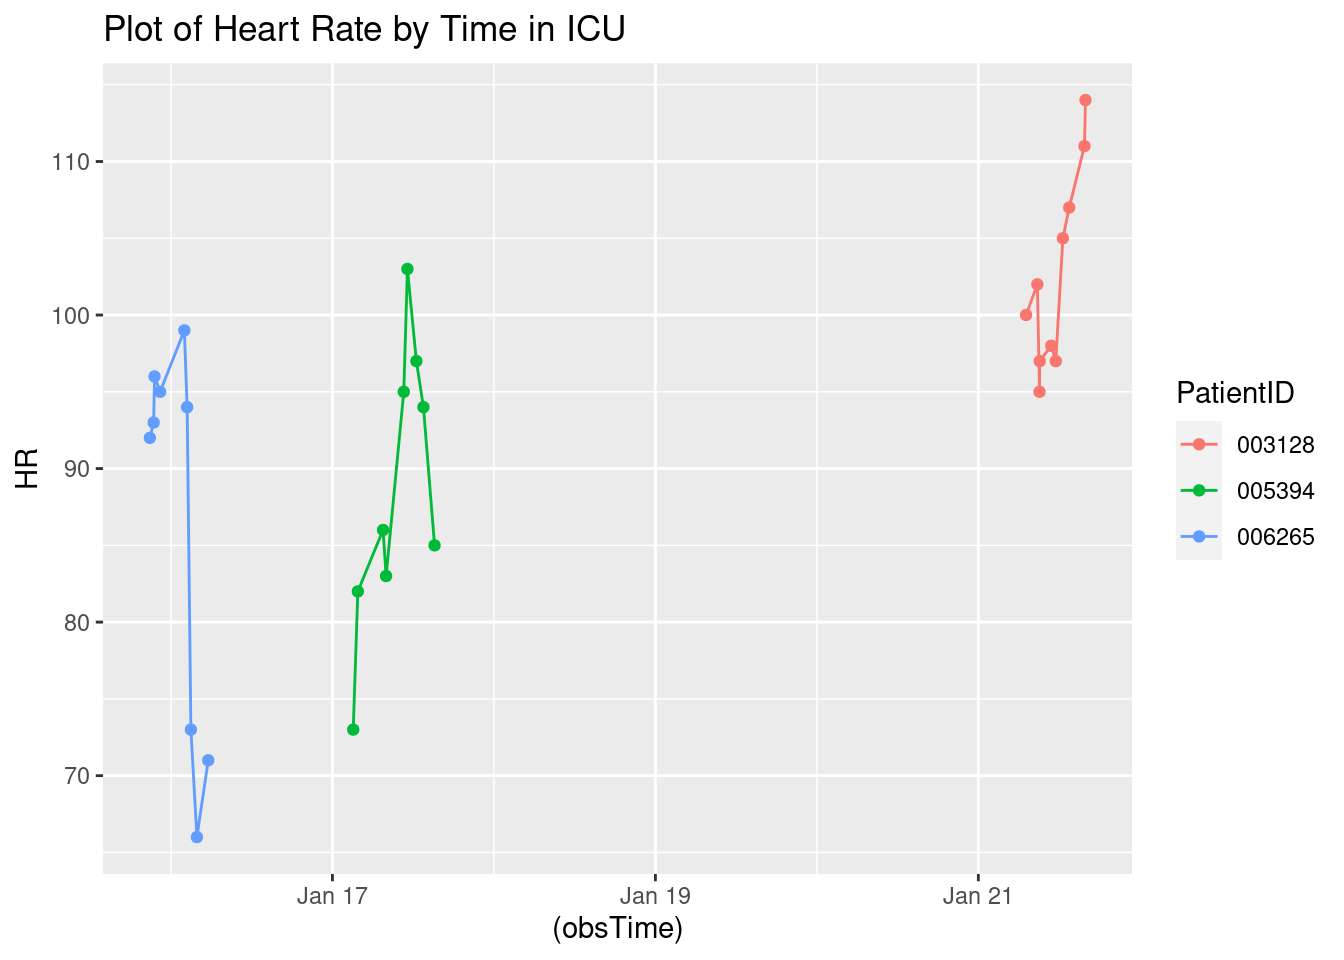 Plot of Heart Rate by Time in ICU
110
100
90
80
70
HR
Jan 17
Jan 19
Jan 21
(obsTime)
PatientID
003128
005394
006265